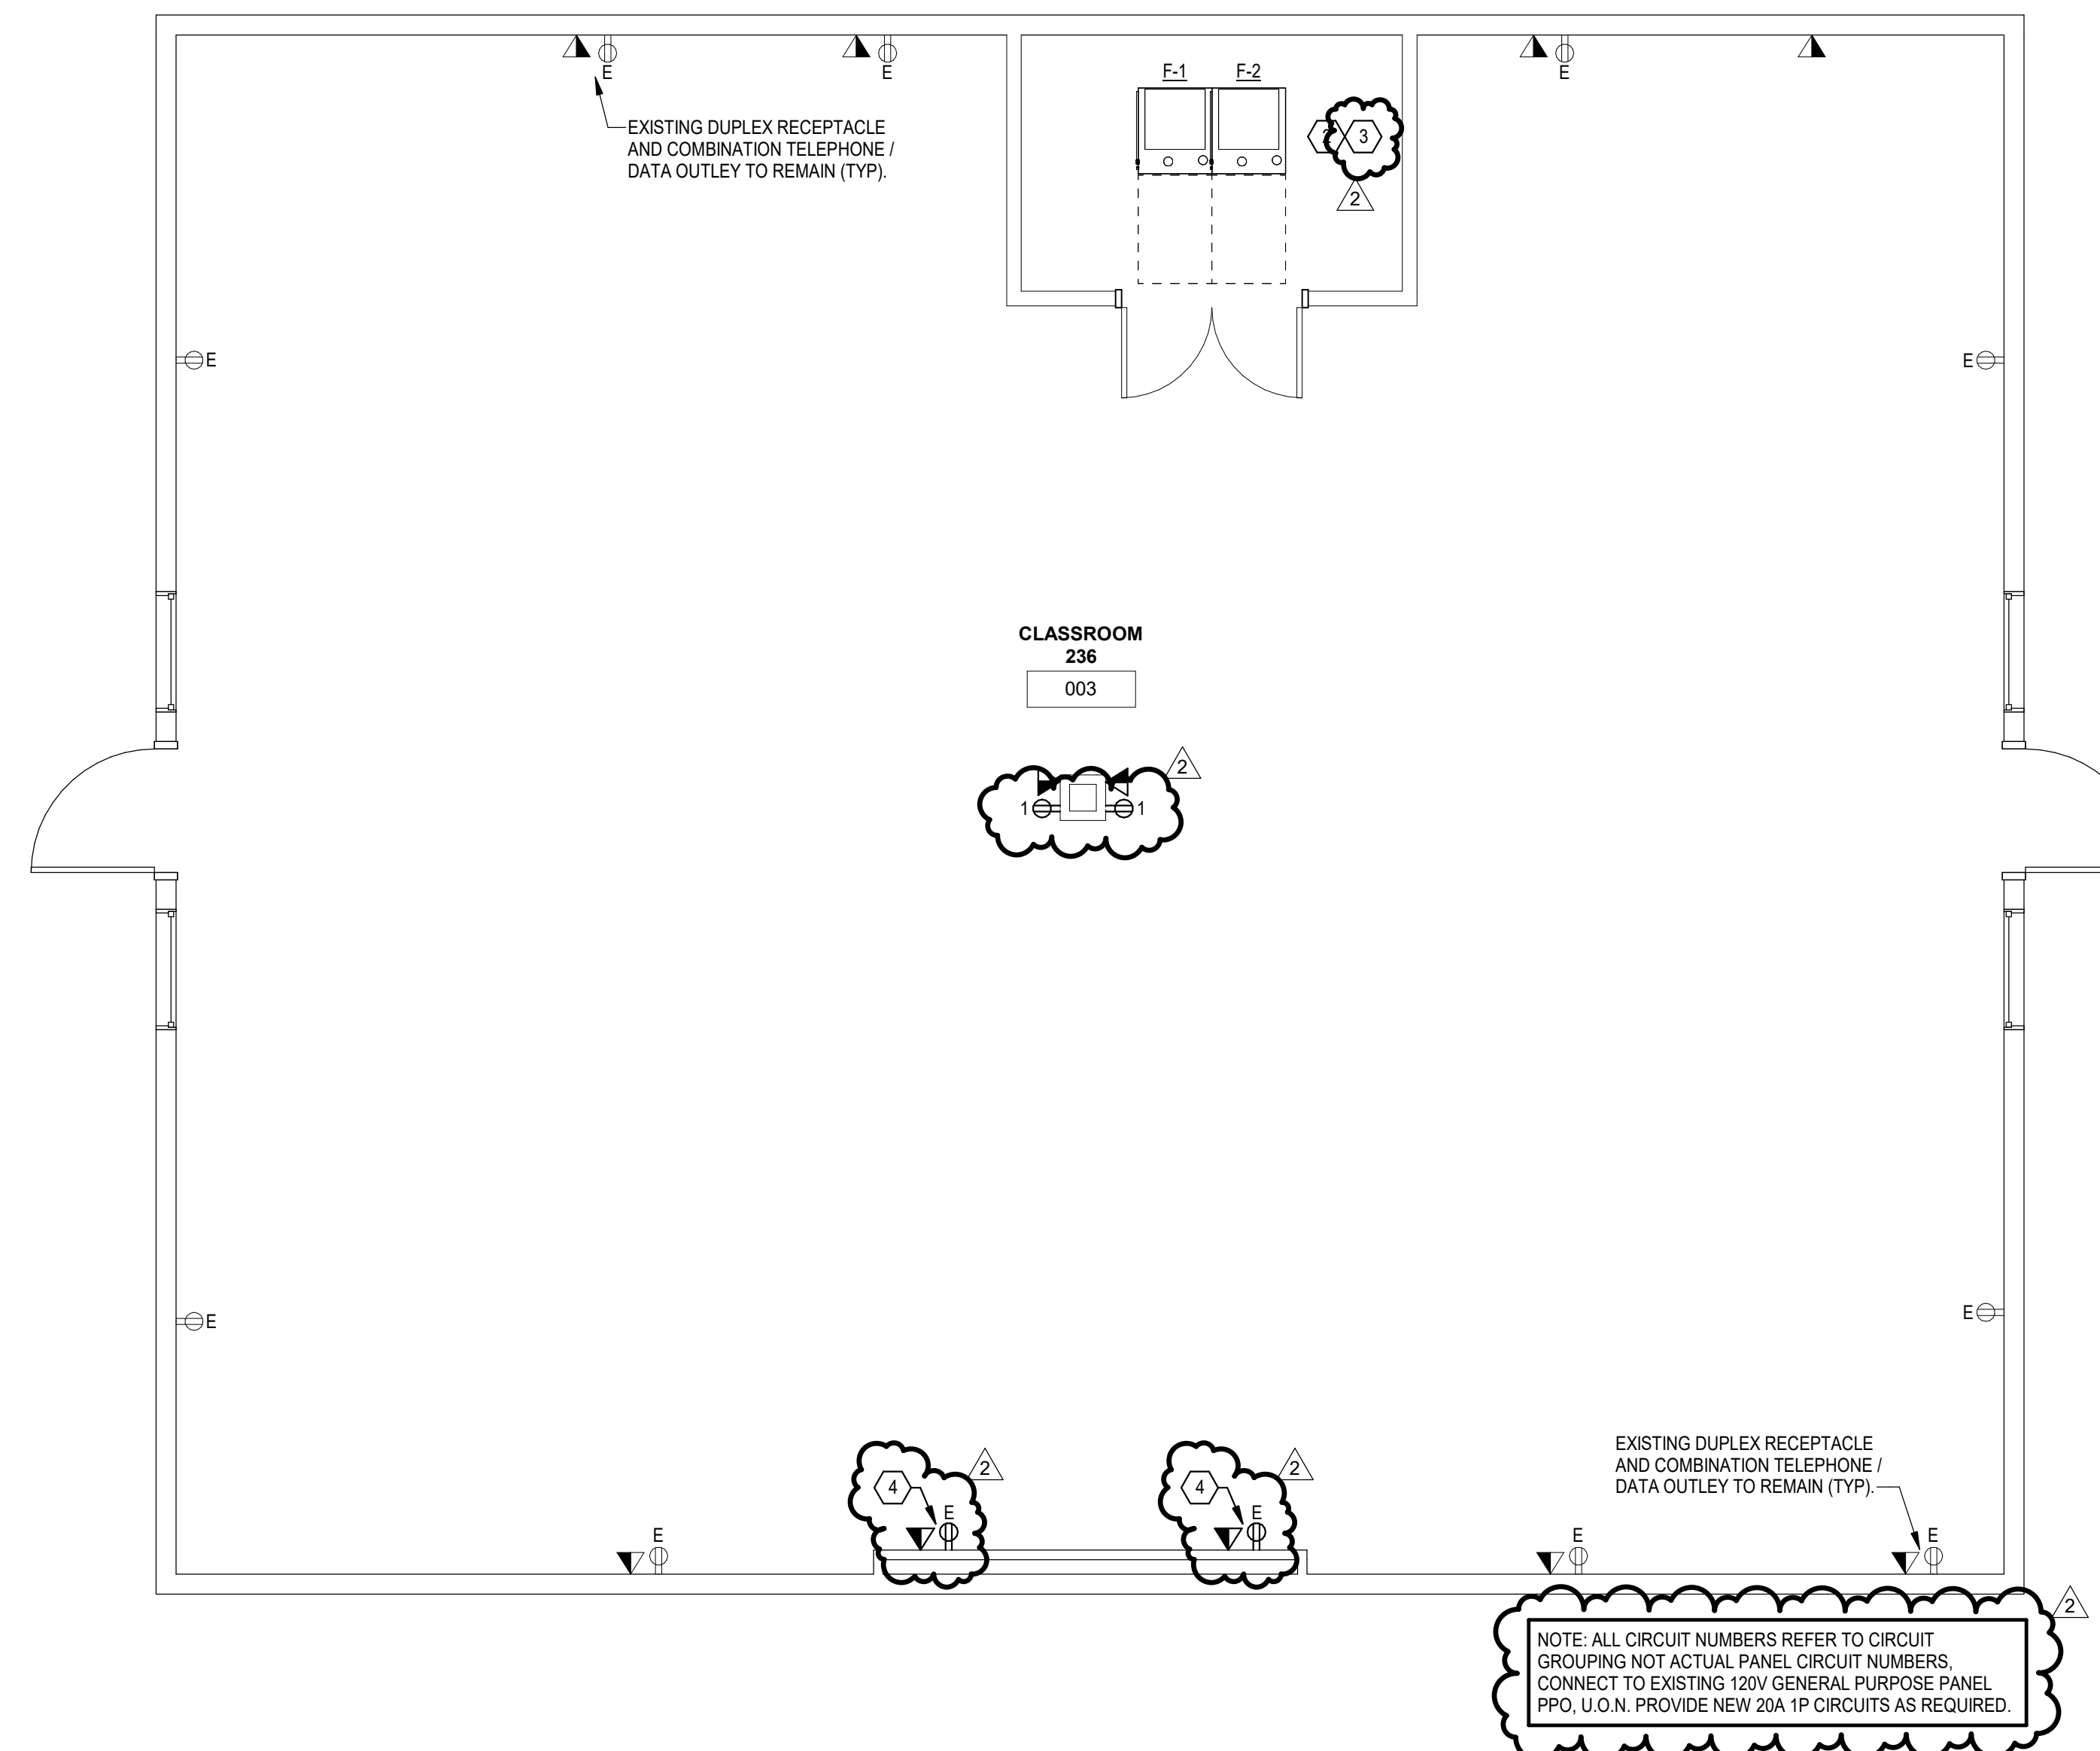 E
E
E
F-1
F-2
2
3
2
EXISTING DUPLEX RECEPTACLE
AND COMBINATION TELEPHONE /
DATA OUTLEY TO REMAIN (TYP).
E
E
CLASSROOM
236
003
2
1
1
E
E
EXISTING DUPLEX RECEPTACLE
AND COMBINATION TELEPHONE /
DATA OUTLEY TO REMAIN (TYP).
4
2
E
4
2
E
E
E
E
2
NOTE: ALL CIRCUIT NUMBERS REFER TO CIRCUIT
GROUPING NOT ACTUAL PANEL CIRCUIT NUMBERS,
CONNECT TO EXISTING 120V GENERAL PURPOSE PANEL
PPO, U.O.N. PROVIDE NEW 20A 1P CIRCUITS AS REQUIRED.